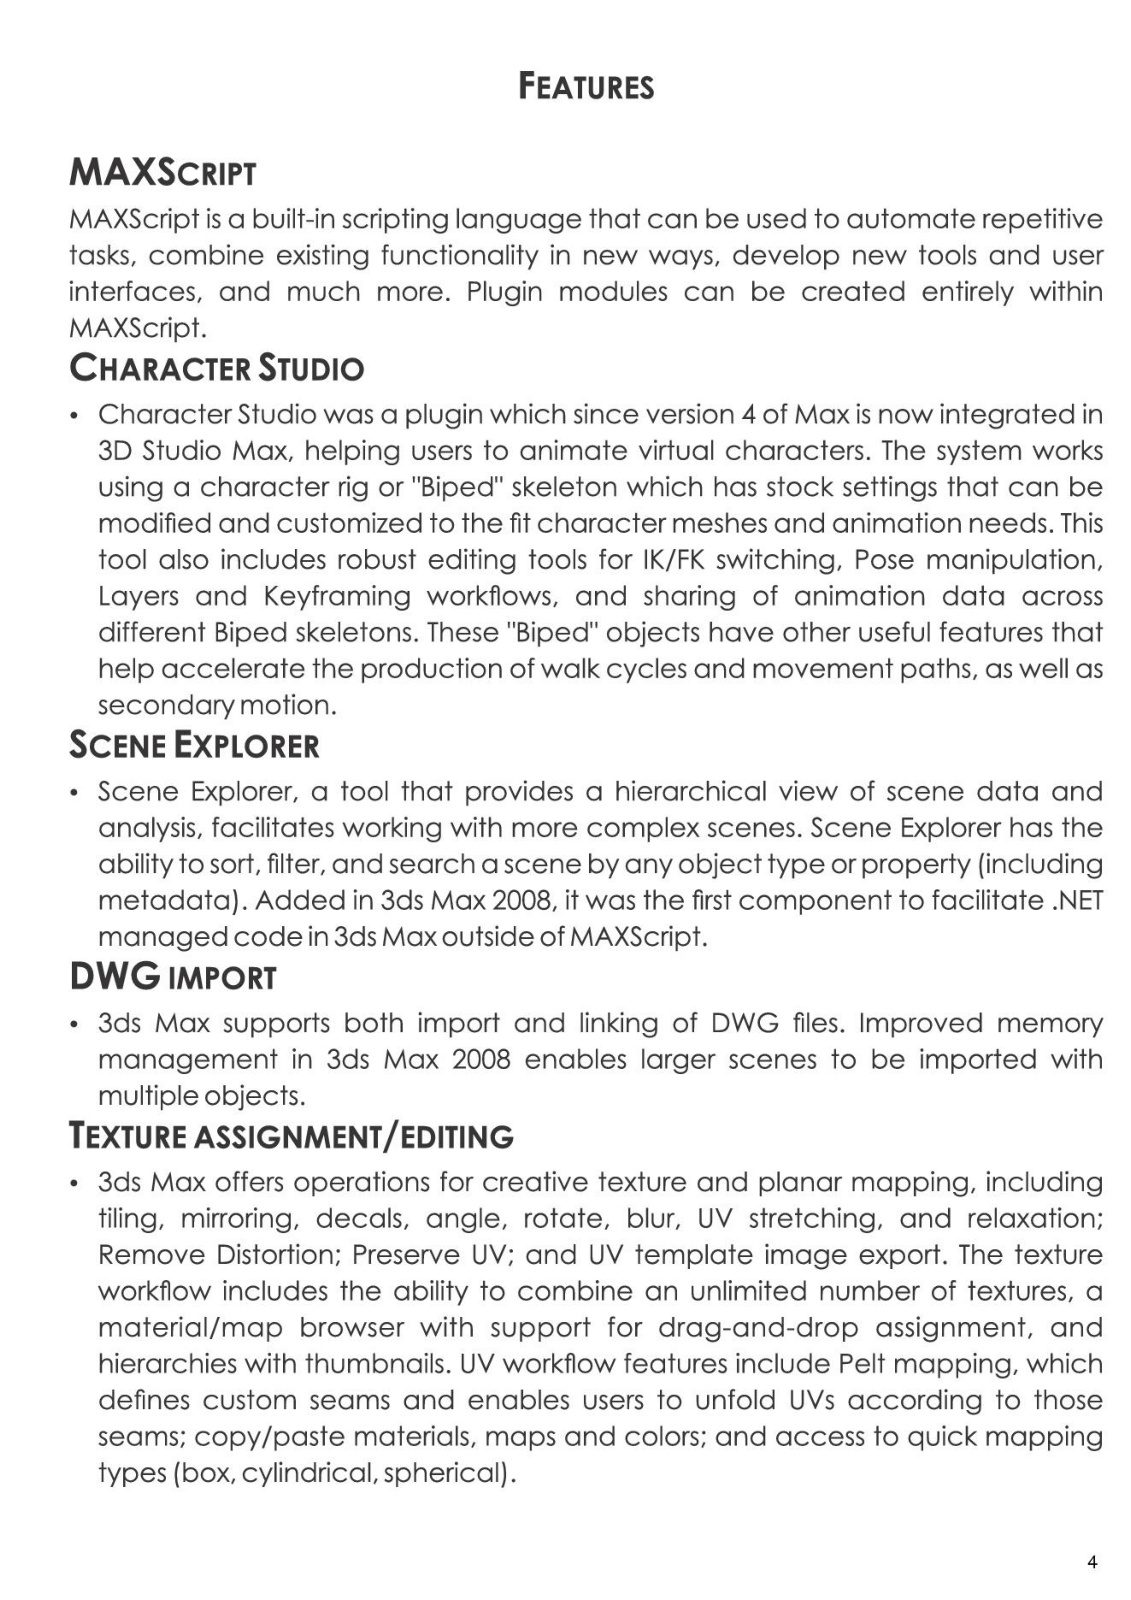 FEATURES
MAXSCRIPT
MAXScript is a built-in scripting language that can be used to automate repetitive
tasks, combine existing functionality in new ways, develop new tools and user
interfaces, and much more. Plugin modules can be created entirely within
MAXScript.
CHARACTER STUDIO
• Character Studio was a plugin which since version 4 of Max is now integrated in
3D Studio Max, helping users to animate virtual characters. The system works
using a character rig or "Biped" skeleton which has stock settings that can be
modified and customized to the fit character meshes and animation needs. This
tool also includes robust editing tools for IK/FK switching, Pose manipulation,
Layers and Keyframing workflows, and sharing of animation data across
different Biped skeletons. These "Biped" objects have other useful features that
help accelerate the production of walk cycles and movement paths, as well as
secondary motion.
SCENE EXPLORER
• Scene Explorer, a tool that provides a hierarchical view of scene data and
analysis, facilitates working with more complex scenes. Scene Explorer has the
ability to sort, filter, and search a scene by any object type or property (including
metadata). Added in 3ds Max 2008, it was the first component to facilitate .NET
managed code in 3ds Max outside of MAXScript.
DWG IMPORT
• 3ds Max supports both import and linking of DWG files. Improved memory
management in 3ds Max 2008 enables larger scenes to be imported with
multiple objects.
TEXTURE ASSIGNMENT/EDITING
• 3ds Max offers operations for creative texture and planar mapping, including
tiling, mirroring, decals, angle, rotate, blur, UV stretching, and relaxation;
Remove Distortion; Preserve UV; and UV template image export. The texture
workflow includes the ability to combine an unlimited number of textures, a
material/map browser with support for drag-and-drop assignment, and
hierarchies with thumbnails. UV workflow features include Pelt mapping, which
defines custom seams and enables users to unfold UVs according to those
seams; copy/paste materials, maps and colors; and access to quick mapping
types (box, cylindrical, spherical).
4